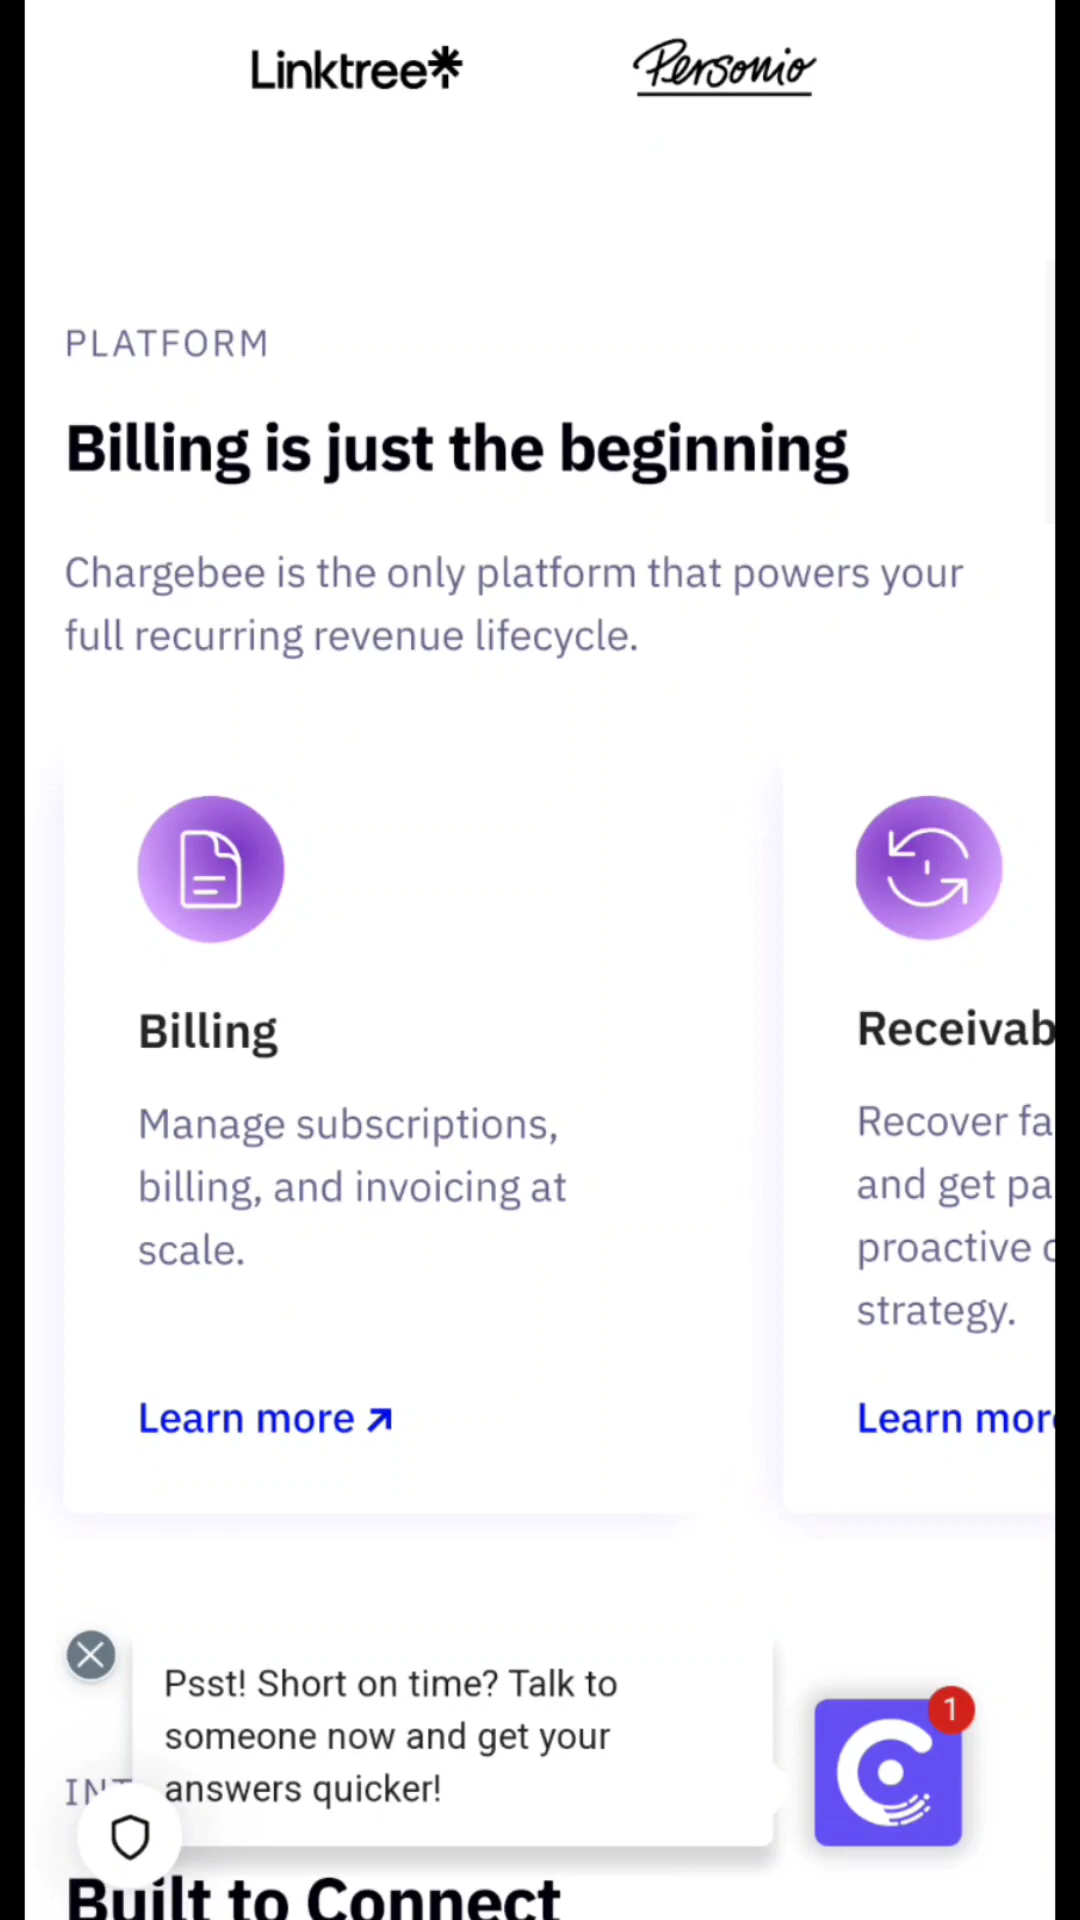 Linktree
Personio
PLATFORM
Billing is just the beginning
Chargebee is the only platform that powers your
full recurring revenue lifecycle.
Billing
Manage subscriptions,
billing, and invoicing at
scale.
Learn more
Receivab
Recover fa
and get pa
proactive
strategy.
Learn more
Psst! Short on time? Talk to
someone now and get your
answers quicker!
1
Built to Connect